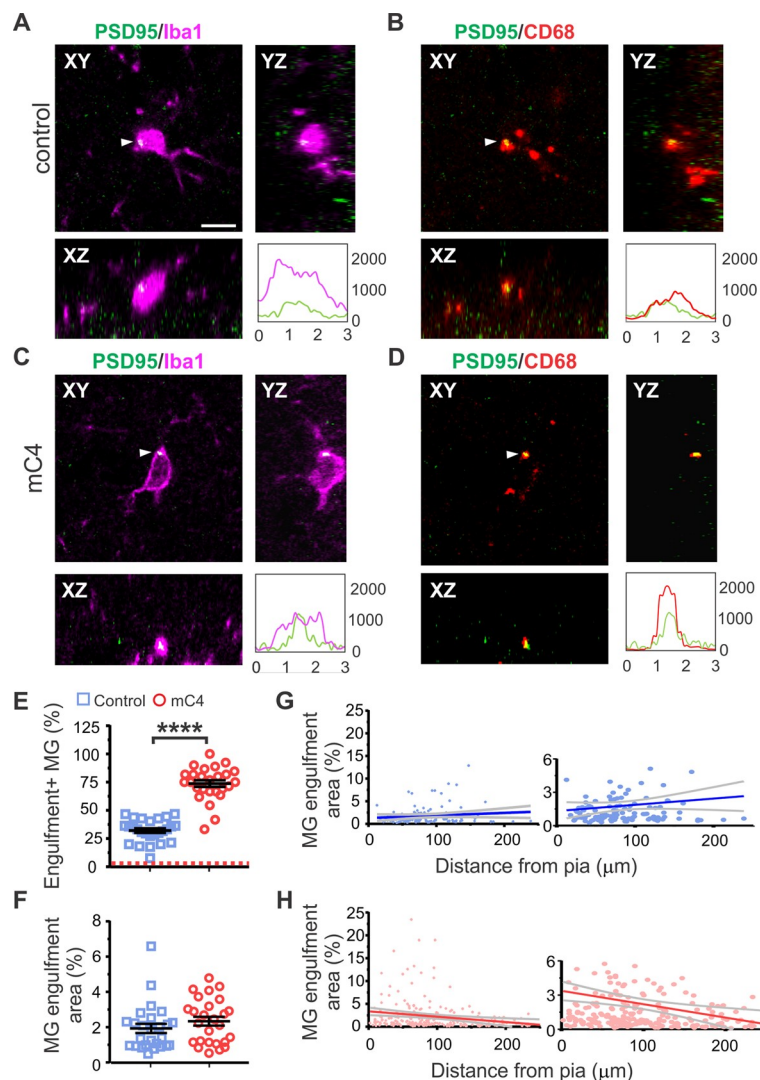 A
PSD95/Iba1
B
PSD95/CD68
control
XY
YZ
XY
YZ
XZ
2000
1000
0
0 1 2 3
XZ
2000
1000
0
0 1 2 3
C
PSD95/Iba1
D
PSD95/CD68
mC4
XY
YZ
XY
YZ
XZ
2000
1000
0
0 1 2 3
XZ
2000
1000
0
0 1 2 3
E
Control mC4
Engulfment+ MG (%)
125
100
75
50
25
0
****
G
MG engulfment
area (%)
25
20
15
10
5
0
0 100 200
6
3
0
0 100 200
Distance from pia (μm)
F
MG engulfment
area (%)
8
6
4
2
0
H
MG engulfment
area (%)
25
20
15
10
5
0
0 100 200
6
3
0
0 100 200
Distance from pia (μm)